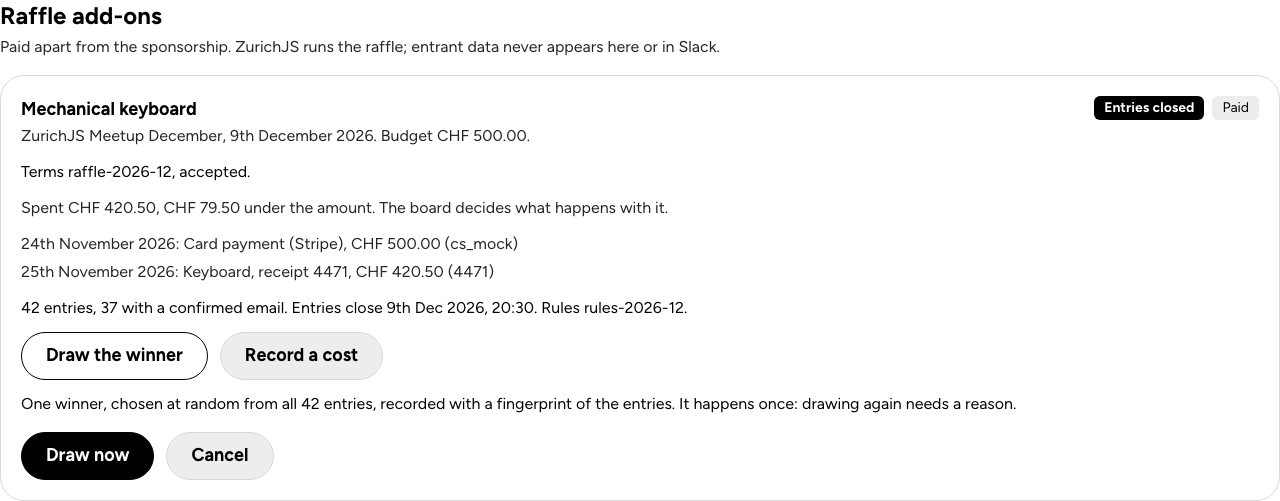 Raffle add-ons
Paid apart from the sponsorship. ZurichJS runs the raffle; entrant data never appears here or in Slack.
Mechanical keyboard
Entries closed
Paid
ZurichJS Meetup December, 9th December 2026. Budget CHF 500.00.
Terms raffle-2026-12, accepted.
Spent CHF 420.50, CHF 79.50 under the amount. The board decides what happens with it.
24th November 2026: Card payment (Stripe), CHF 500.00 (cs_mock)
25th November 2026: Keyboard, receipt 4471, CHF 420.50 (4471)
42 entries, 37 with a confirmed email. Entries close 9th Dec 2026, 20:30. Rules rules-2026-12.
Draw the winner
Record a cost
One winner, chosen at random from all 42 entries, recorded with a fingerprint of the entries. It happens once: drawing again needs a reason.
Draw now
Cancel